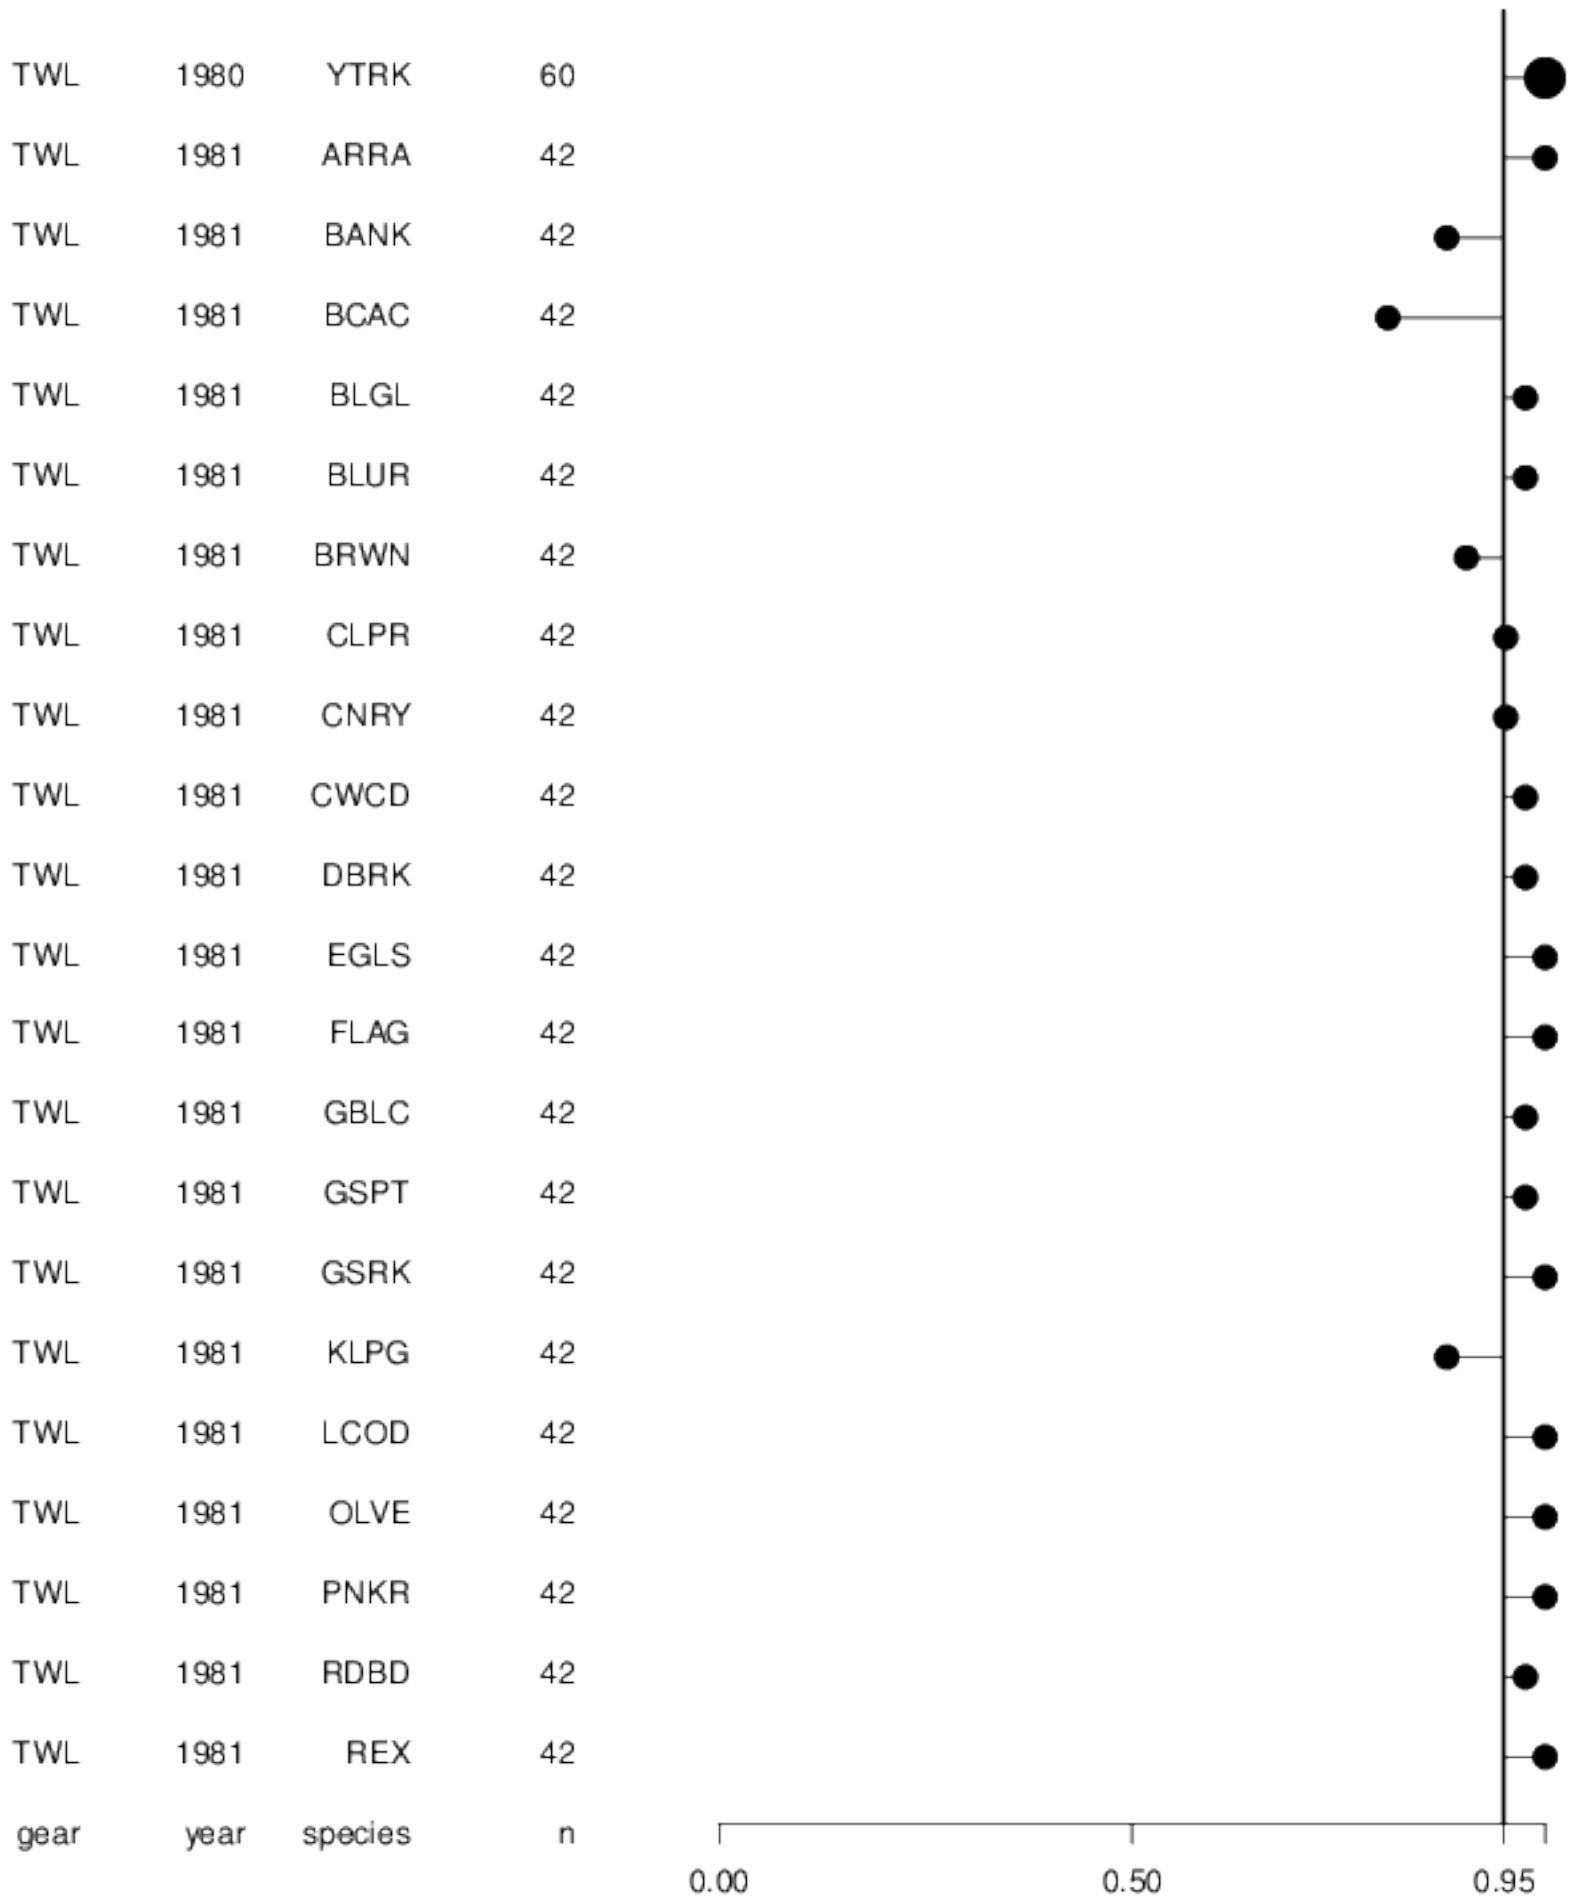 TWL 1980 YTRK 60
TWL 1981 ARRA 42
TWL 1981 BANK 42
TWL 1981 BCAC 42
TWL 1981 BLGL 42
TWL 1981 BLUR 42
TWL 1981 BRWN 42
TWL 1981 CLPR 42
TWL 1981 CNRY 42
TWL 1981 CWCD 42
TWL 1981 DBRK 42
TWL 1981 EGLS 42
TWL 1981 FLAG 42
TWL 1981 GBLC 42
TWL 1981 GSPT 42
TWL 1981 GSRK 42
TWL 1981 KLPG 42
TWL 1981 LCOD 42
TWL 1981 OLVE 42
TWL 1981 PNKR 42
TWL 1981 RDBD 42
TWL 1981 REX 42
gear year species n
0.00 0.50 0.95